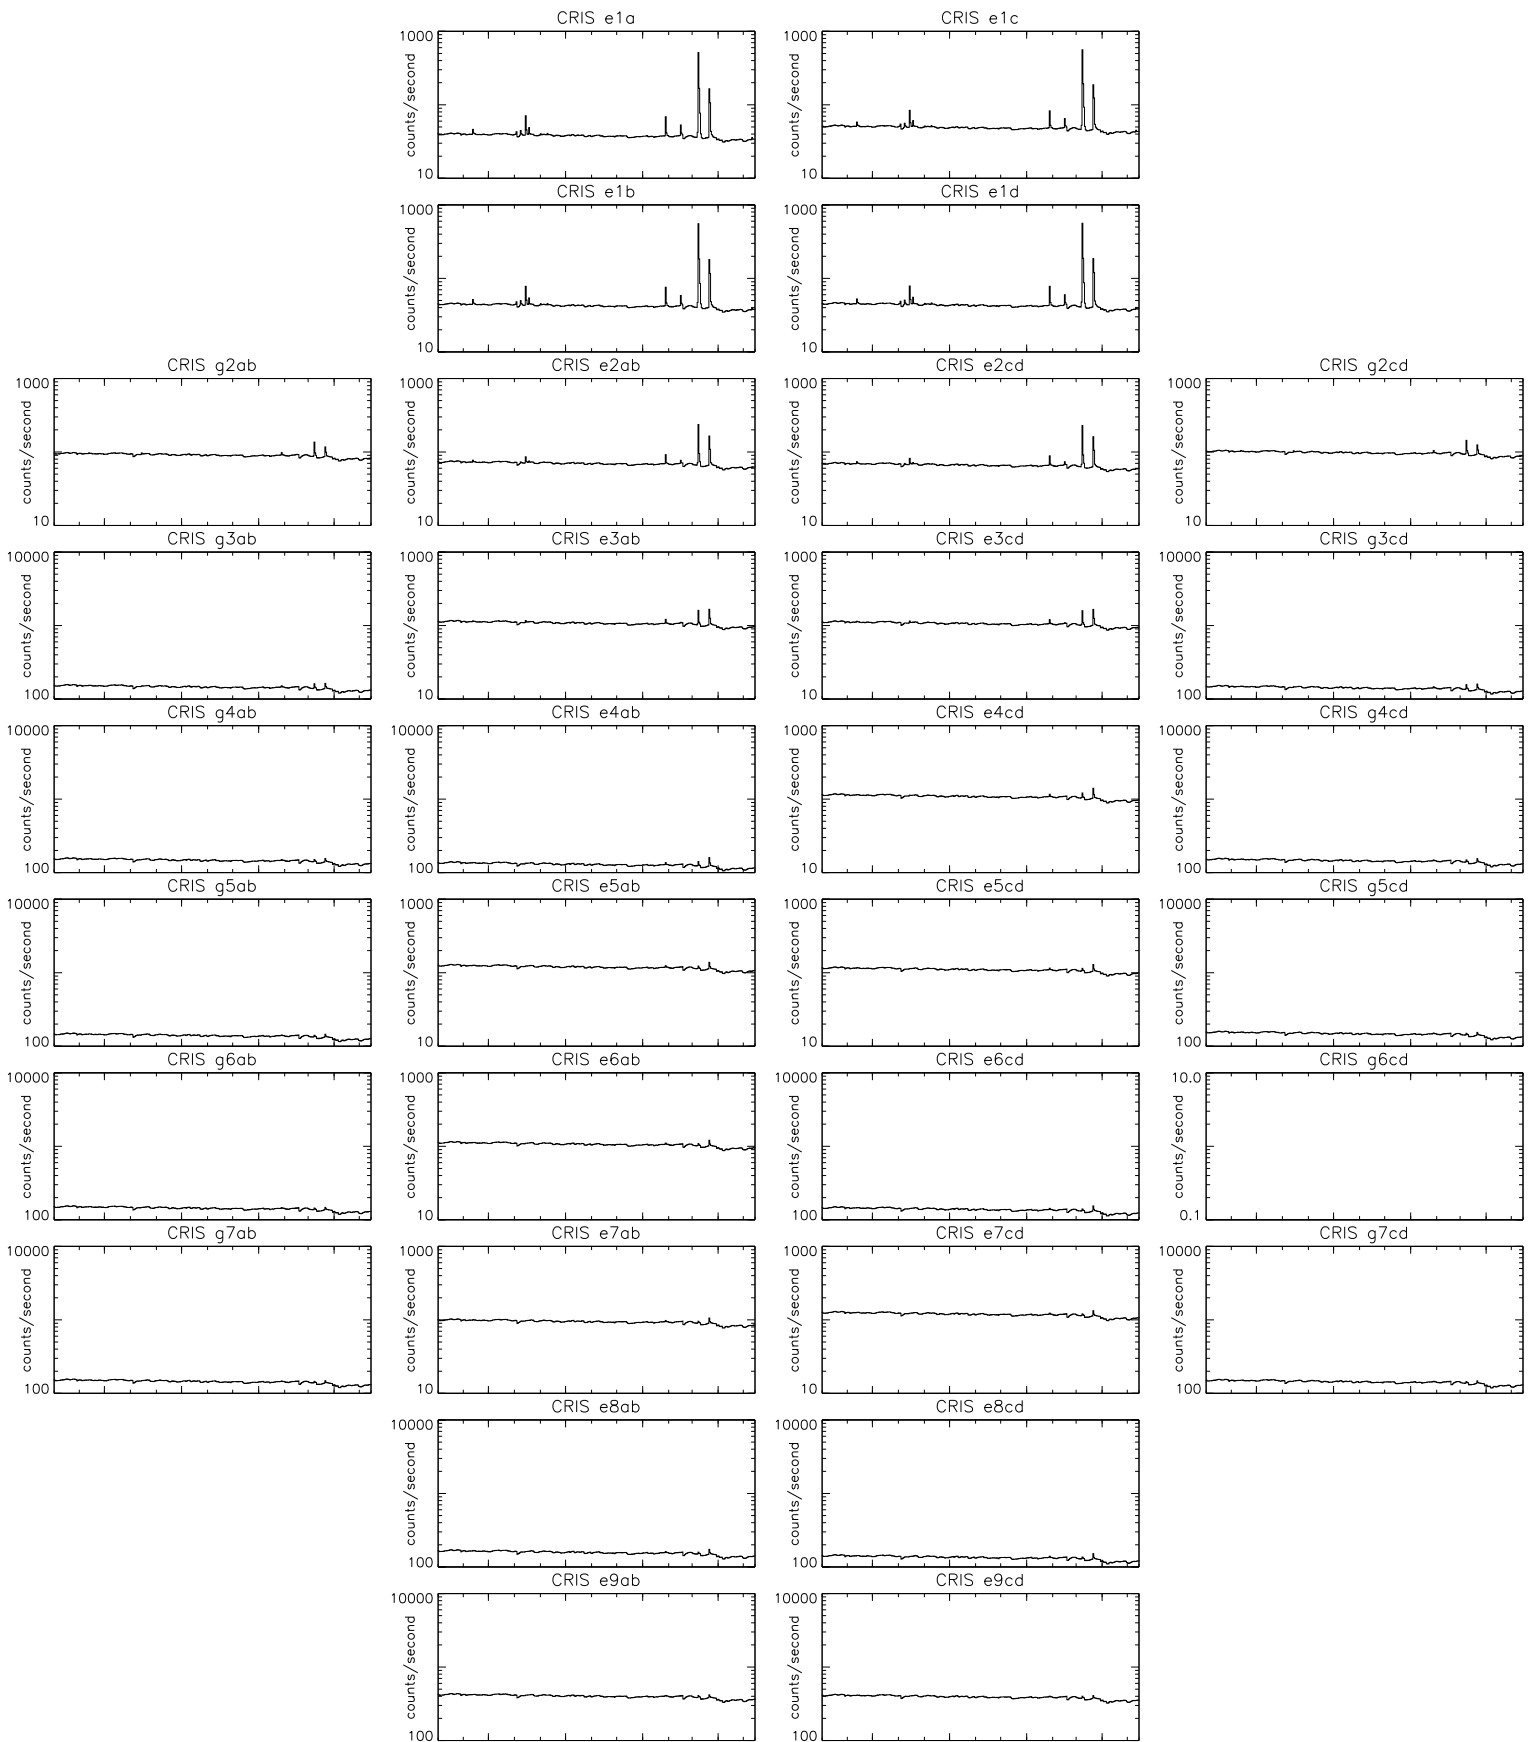 CRIS e1a
1000
counts/second
10
CRIS e1c
1000
counts/second
10
CRIS e1b
1000
counts/second
10
CRIS e1d
1000
counts/second
10
CRIS g2ab
1000
counts/second
10
CRIS e2ab
1000
counts/second
10
CRIS e2cd
1000
counts/second
10
CRIS g2cd
1000
counts/second
10
CRIS g3ab
10000
counts/second
100
CRIS e3ab
1000
counts/second
10
CRIS e3cd
1000
counts/second
10
CRIS g3cd
10000
counts/second
100
CRIS g4ab
10000
counts/second
100
CRIS e4ab
10000
counts/second
100
CRIS e4cd
1000
counts/second
10
CRIS g4cd
10000
counts/second
100
CRIS g5ab
10000
counts/second
100
CRIS e5ab
1000
counts/second
10
CRIS e5cd
1000
counts/second
10
CRIS g5cd
10000
counts/second
100
CRIS g6ab
10000
counts/second
100
CRIS e6ab
1000
counts/second
10
CRIS e6cd
10000
counts/second
100
CRIS g6cd
10.0
counts/second
0.1
CRIS g7ab
10000
counts/second
100
CRIS e7ab
1000
counts/second
10
CRIS e7cd
1000
counts/second
10
CRIS g7cd
10000
counts/second
100
CRIS e8ab
10000
counts/second
100
CRIS e8cd
10000
counts/second
100
CRIS e9ab
10000
counts/second
100
CRIS e9cd
10000
counts/second
100